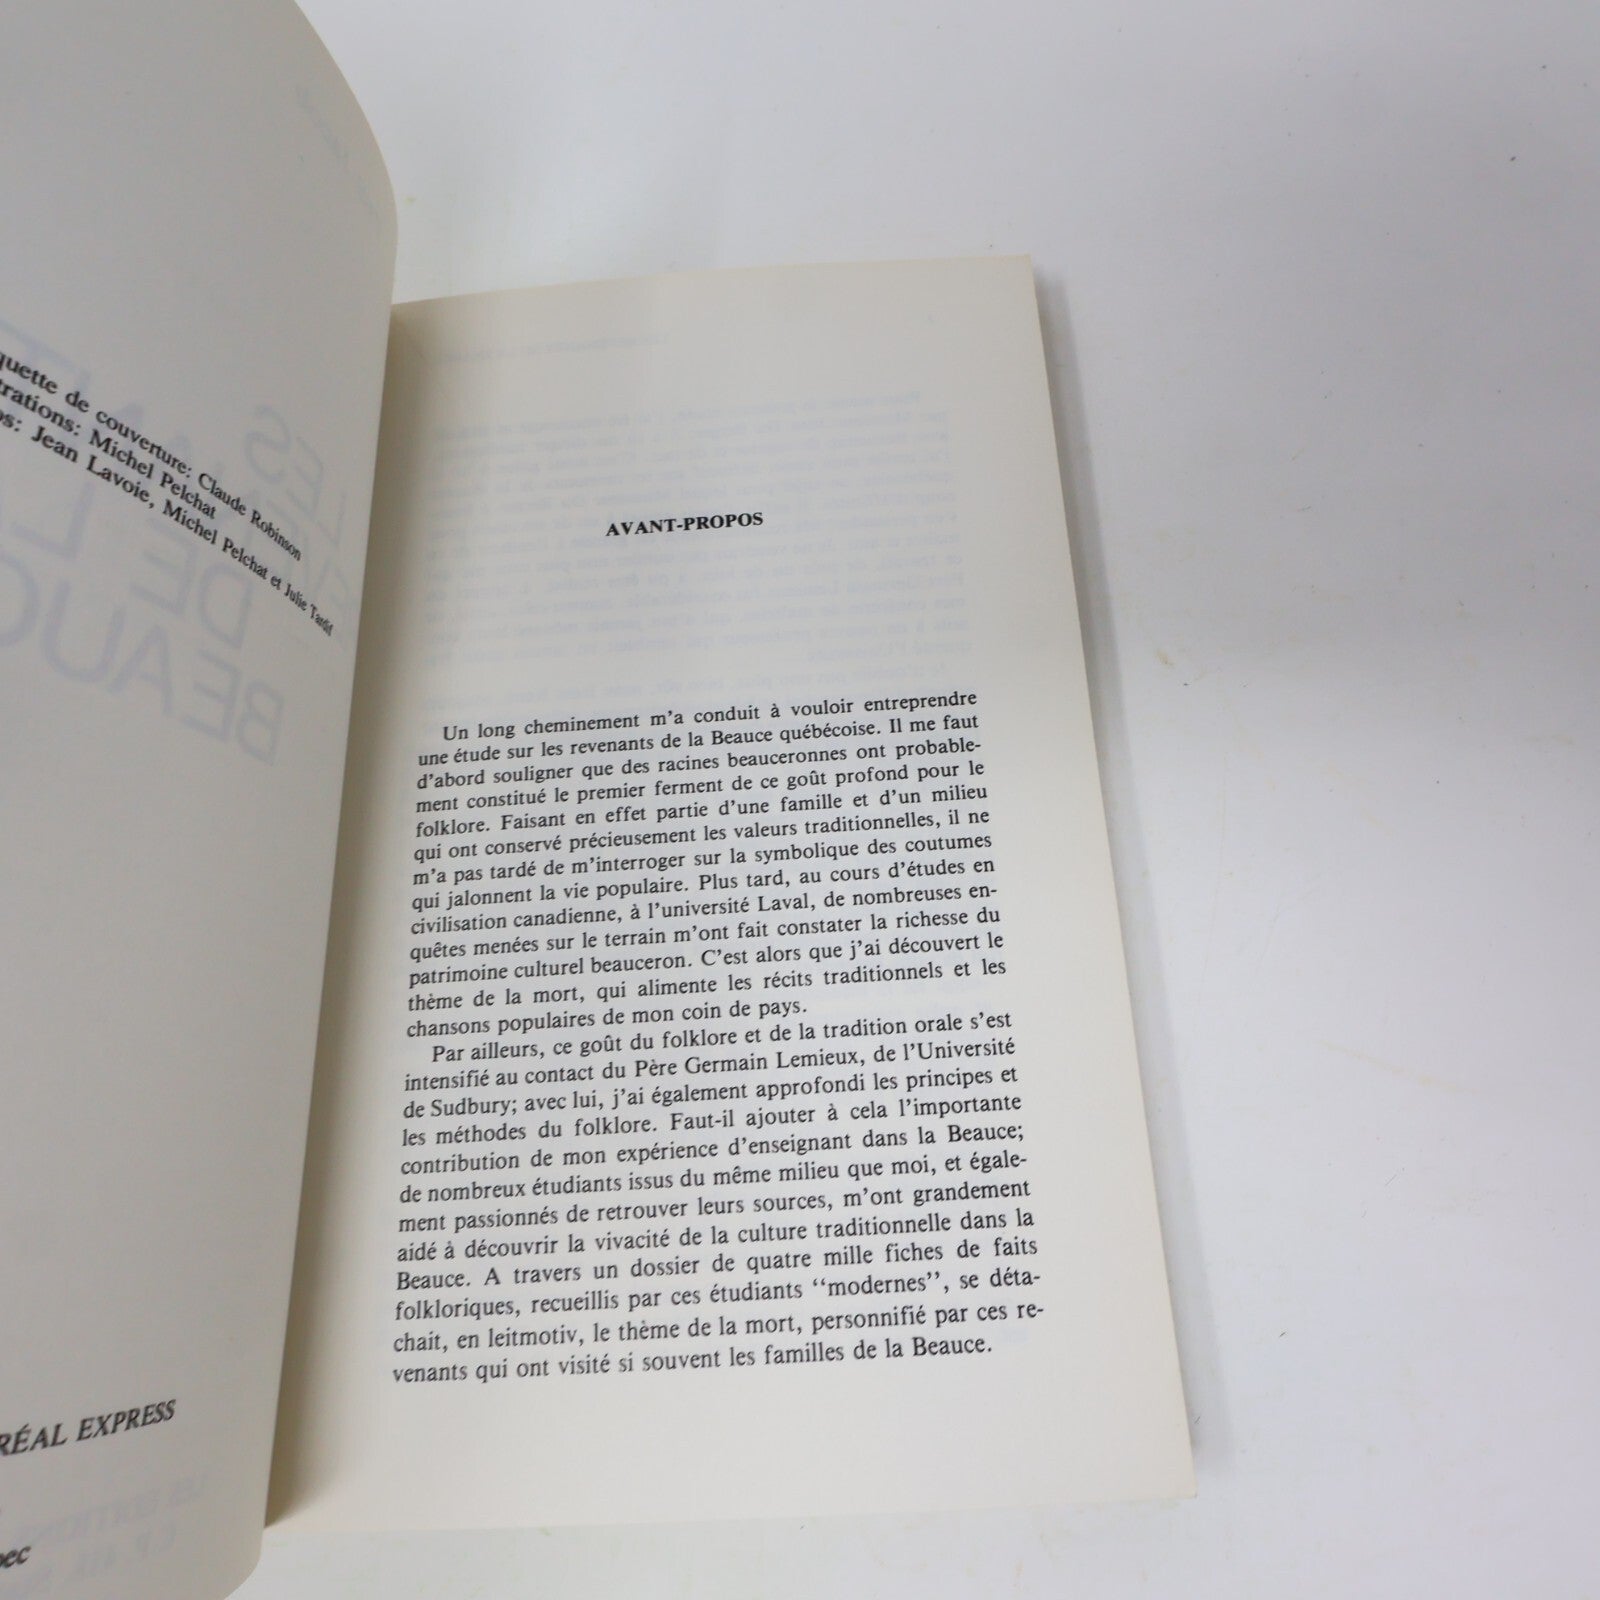 quette de couverture: Claude Robinson
trations: Michel Pelchat
os: Jean Lavoie, Michel Pelchat et Julie Tardif
RÉAL EXPRESS
bec
AVANT-PROPOS
Un long cheminement m'a conduit à vouloir entreprendre
une étude sur les revenants de la Beauce québécoise. Il me faut
d'abord souligner que des racines beauceronnes ont probable-
ment constitué le premier ferment de ce goût profond pour le
folklore. Faisant en effet partie d'une famille et d'un milieu
qui ont conservé précieusement les valeurs traditionnelles, il ne
m'a pas tardé de m'interroger sur la symbolique des coutumes
qui jalonnent la vie populaire. Plus tard, au cours d'études en
civilisation canadienne, à l'université Laval, de nombreuses en-
quêtes menées sur le terrain m'ont fait constater la richesse du
patrimoine culturel beauceron. C'est alors que j'ai découvert le
thème de la mort, qui alimente les récits traditionnels et les
chansons populaires de mon coin de pays.
Par ailleurs, ce goût du folklore et de la tradition orale s'est
intensifié au contact du Père Germain Lemieux, de l'Université
de Sudbury; avec lui, j'ai également approfondi les principes et
les méthodes du folklore. Faut-il ajouter à cela l'importante
contribution de mon expérience d'enseignant dans la Beauce;
de nombreux étudiants issus du même milieu que moi, et égale-
ment passionnés de retrouver leurs sources, m'ont grandement
aidé à découvrir la vivacité de la culture traditionnelle dans la
Beauce. A travers un dossier de quatre mille fiches de faits
folkloriques, recueillis par ces étudiants "modernes", se déta-
chait, en leitmotiv, le thème de la mort, personnifié par ces re-
venants qui ont visité si souvent les familles de la Beauce.